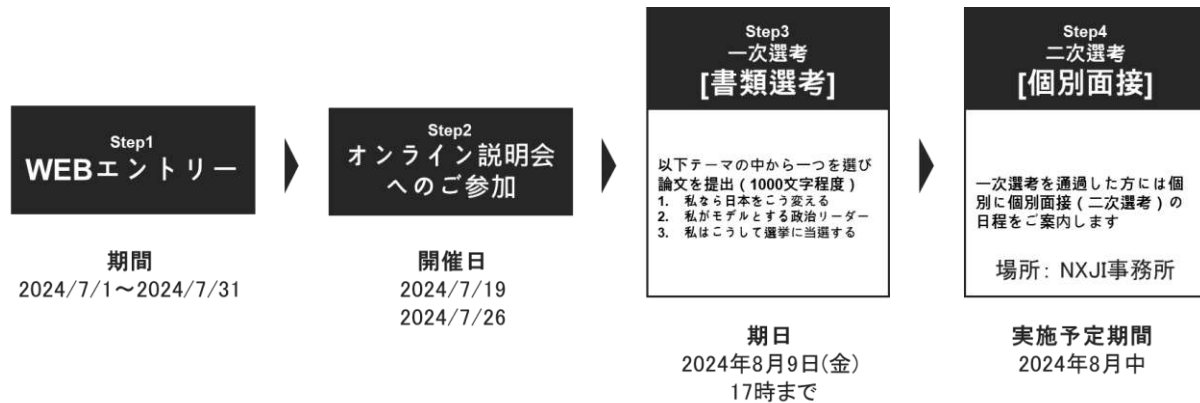 Step1
WEBエントリー
期間
2024/7/1～2024/7/31
Step2
オンライン説明会
へのご参加
開催日
2024/7/19
2024/7/26
Step3
一次選考
[書類選考]
以下テーマの中から一つを選び
論文を提出（1000文字程度）
1. 私なら日本をこう変える
2. 私がモデルとする政治リーダー
3. 私はこうして選挙に当選する
期日
2024年8月9日(金)
17時まで
Step4
二次選考
[個別面接]
一次選考を通過した方には個
別に個別面接（二次選考）の
日程をご案内します
場所：NXJI事務所
実施予定期間
2024年8月中